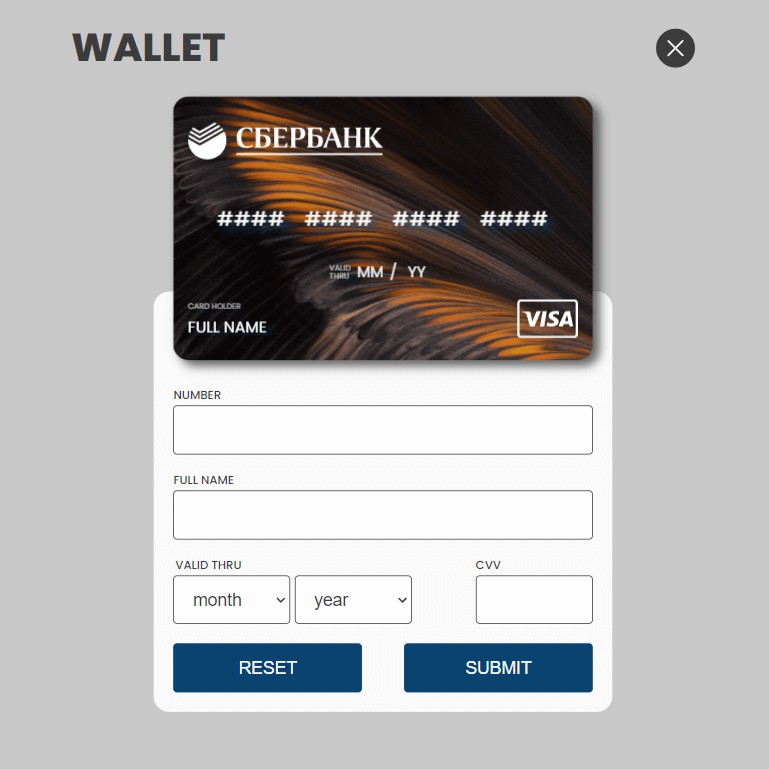 WALLET
СБЕРБАНК
#### #### #### ####
VALID THRU MM / YY
CARD HOLDER
FULL NAME
VISA
NUMBER
FULL NAME
VALID THRU CVV
month year
RESET SUBMIT